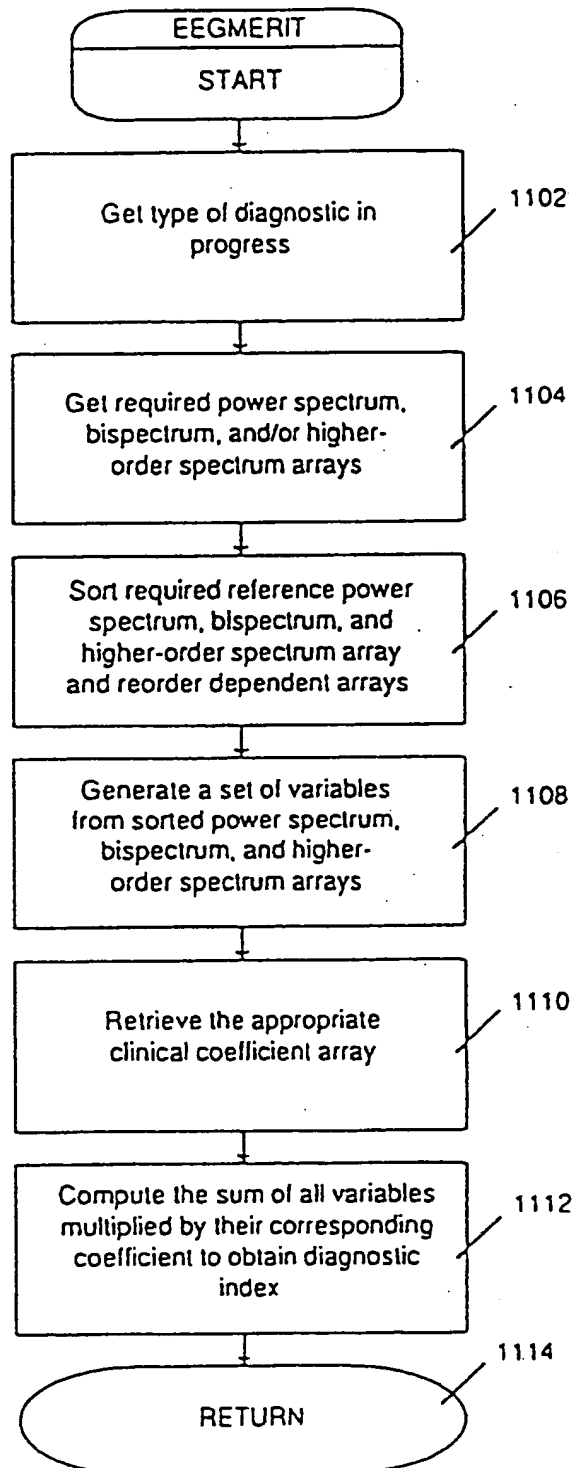 EEGMERIT
START
Get type of diagnostic in
progress
1102
Get required power spectrum,
bispectrum, and/or higher-
order spectrum arrays
1104
Sort required reference power
spectrum, bispectrum, and
higher-order spectrum array
and reorder dependent arrays
1106
Generate a set of variables
from sorted power spectrum,
bispectrum, and higher-
order spectrum arrays
1108
Retrieve the appropriate
clinical coefficient array
1110
Compute the sum of all variables
multiplied by their corresponding
coefficient to obtain diagnostic
index
1112
RETURN
1114